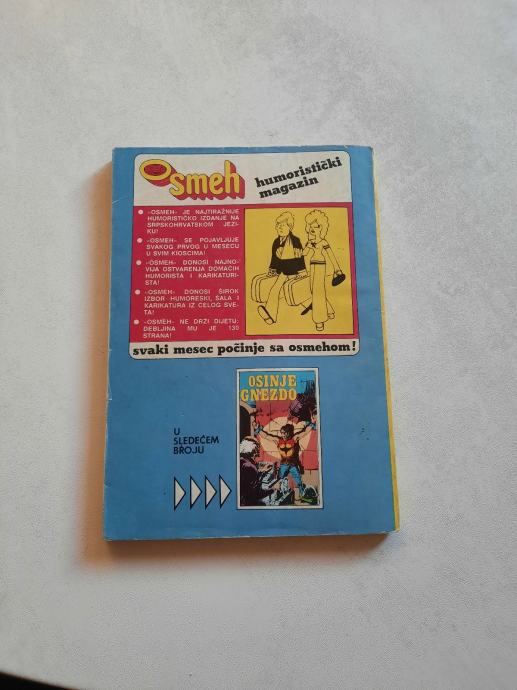 Osmeh
humoristički
magazin
-OSMEH- JE NAJTIRAŽNIJE
HUMORISTIČKO IZDANJE NA
SRPSKOHRVATSKOM JEZI-
KU!
-OSMEH- SE POJAVLJUJE
SVAKOG PRVOG U MESECU
U SVIM KIOSCIMA!
-OSMEH- DONOSI NAJNO-
VIJA OSTVARENJA DOMAĆIH
HUMORISTA I KARIKATURI-
STA!
-OSMEH- DONOSI ŠIROK
IZBOR HUMORESKI, ŠALA I
KARIKATURA IZ CELOG SVE-
TA!
-OSMEH- NE DRŽI DIJETU:
DEBLJINA MU JE 130
STRANA!
svaki mesec počinje sa osmehom!
OSINJE
GNEZDO
U
SLEDEĆEM
BROJU